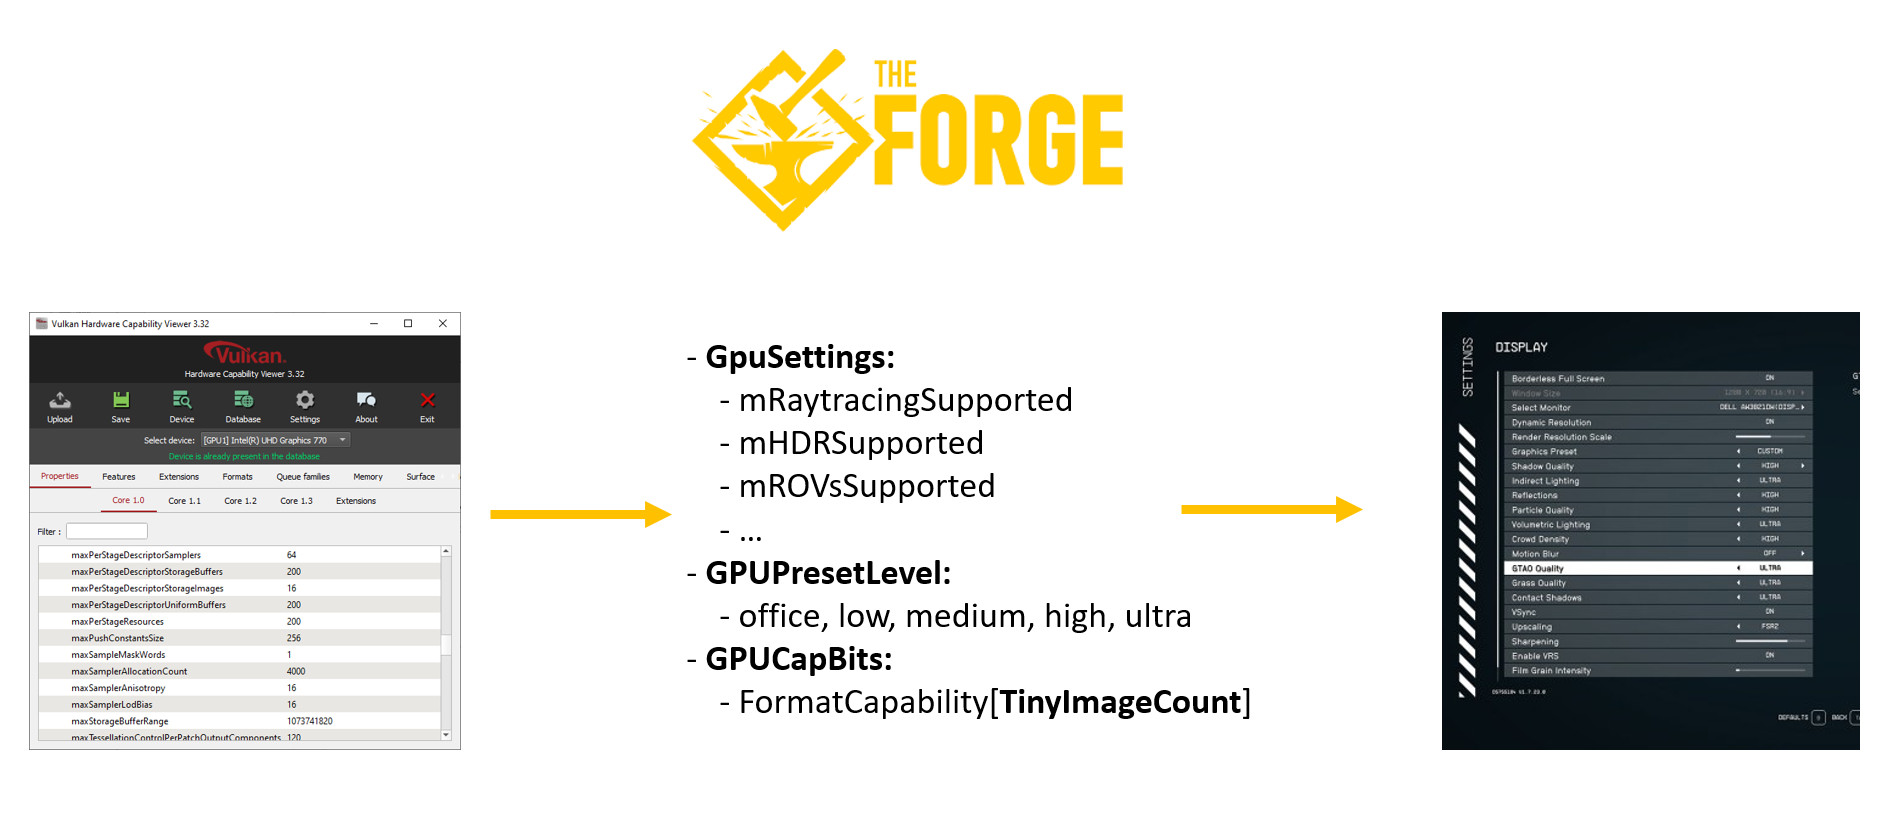 THE
FORGE
Vulkan Hardware Capability Viewer 3.32
Vulkan.
Hardware Capability Viewer 3.32
Upload Save Device Database Settings About Exit
Select device: [GPU1] Intel(R) UHD Graphics 770
Device is already present in the database
Properties Features Extensions Formats Queue families Memory Surface
Core 1.0 Core 1.1 Core 1.2 Core 1.3 Extensions
Filter :
maxPerStageDescriptorSamplers 64
maxPerStageDescriptorStorageBuffers 200
maxPerStageDescriptorStorageImages 16
maxPerStageDescriptorUniformBuffers 200
maxPerStageResources 200
maxPushConstantsSize 256
maxSampleMaskWords 1
maxSamplerAllocationCount 4000
maxSamplerAnisotropy 16
maxSamplerLodBias 16
maxStorageBufferRange 1073741820
maxTessellationControlPerPatchOutputComponents 120
- GpuSettings:
- mRaytracingSupported
- mHDRSupported
- mROVsSupported
- ...
- GPUPresetLevel:
- office, low, medium, high, ultra
- GPUCapBits:
- FormatCapability[TinyImageCount]
SETTINGS
DISPLAY
Borderless Full Screen ON
Window Size 1280 X 720 (16:9)
Select Monitor DELL AW3821DW(DISP..
Dynamic Resolution ON
Render Resolution Scale
Graphics Preset CUSTOM
Shadow Quality HIGH
Indirect Lighting ULTRA
Reflections HIGH
Particle Quality HIGH
Volumetric Lighting ULTRA
Crowd Density HIGH
Motion Blur OFF
GTAO Quality ULTRA
Grass Quality ULTRA
Contact Shadows ULTRA
VSync ON
Upscaling FSR2
Sharpening
Enable VRS ON
Film Grain Intensity
DEFAULTS BACK